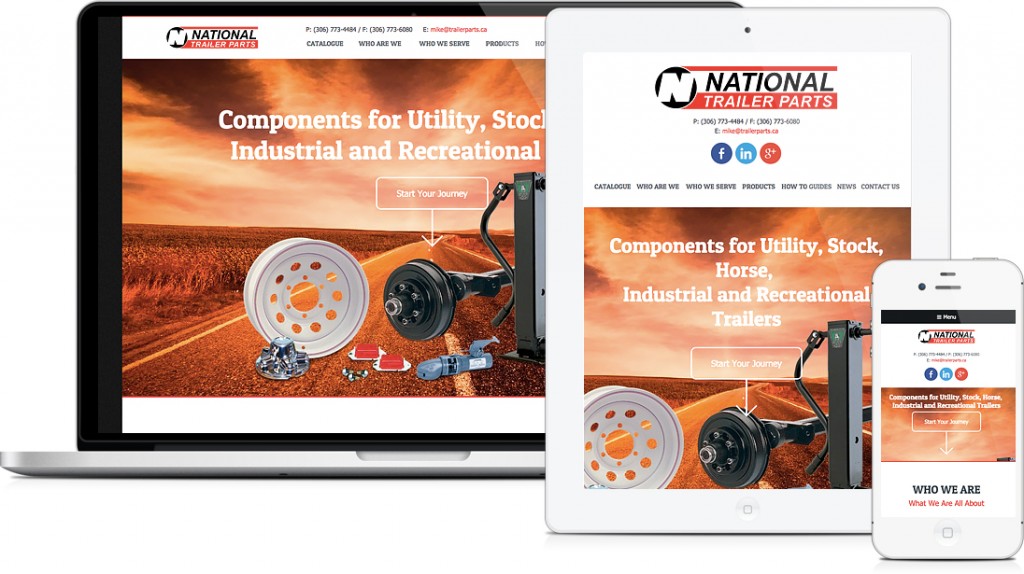 NATIONAL
TRAILER PARTS
P: (306) 773-4484 / F: (306) 773-6080 E: mike@trailerparts.ca
CATALOGUE WHO ARE WE WHO WE SERVE PRODUCTS HO
Components for Utility, Stoc
Industrial and Recreational
Start Your Journey
NATIONAL
TRAILER PARTS
P: (306) 773-4484 / F: (306) 773-6080
E: mike@trailerparts.ca
f in g+
CATALOGUE WHO ARE WE WHO WE SERVE PRODUCTS HOW TO GUIDES NEWS CONTACT US
Components for Utility, Stock,
Horse,
Industrial and Recreational
Trailers
Start Your Journey
Menu
NATIONAL
TRAILER PARTS
P: (306) 773-4484 / F: (306) 773-6080
E: mike@trailerparts.ca
f in g+
Components for Utility, Stock, Horse,
Industrial and Recreational Trailers
Start Your Journey
WHO WE ARE
What We Are All About